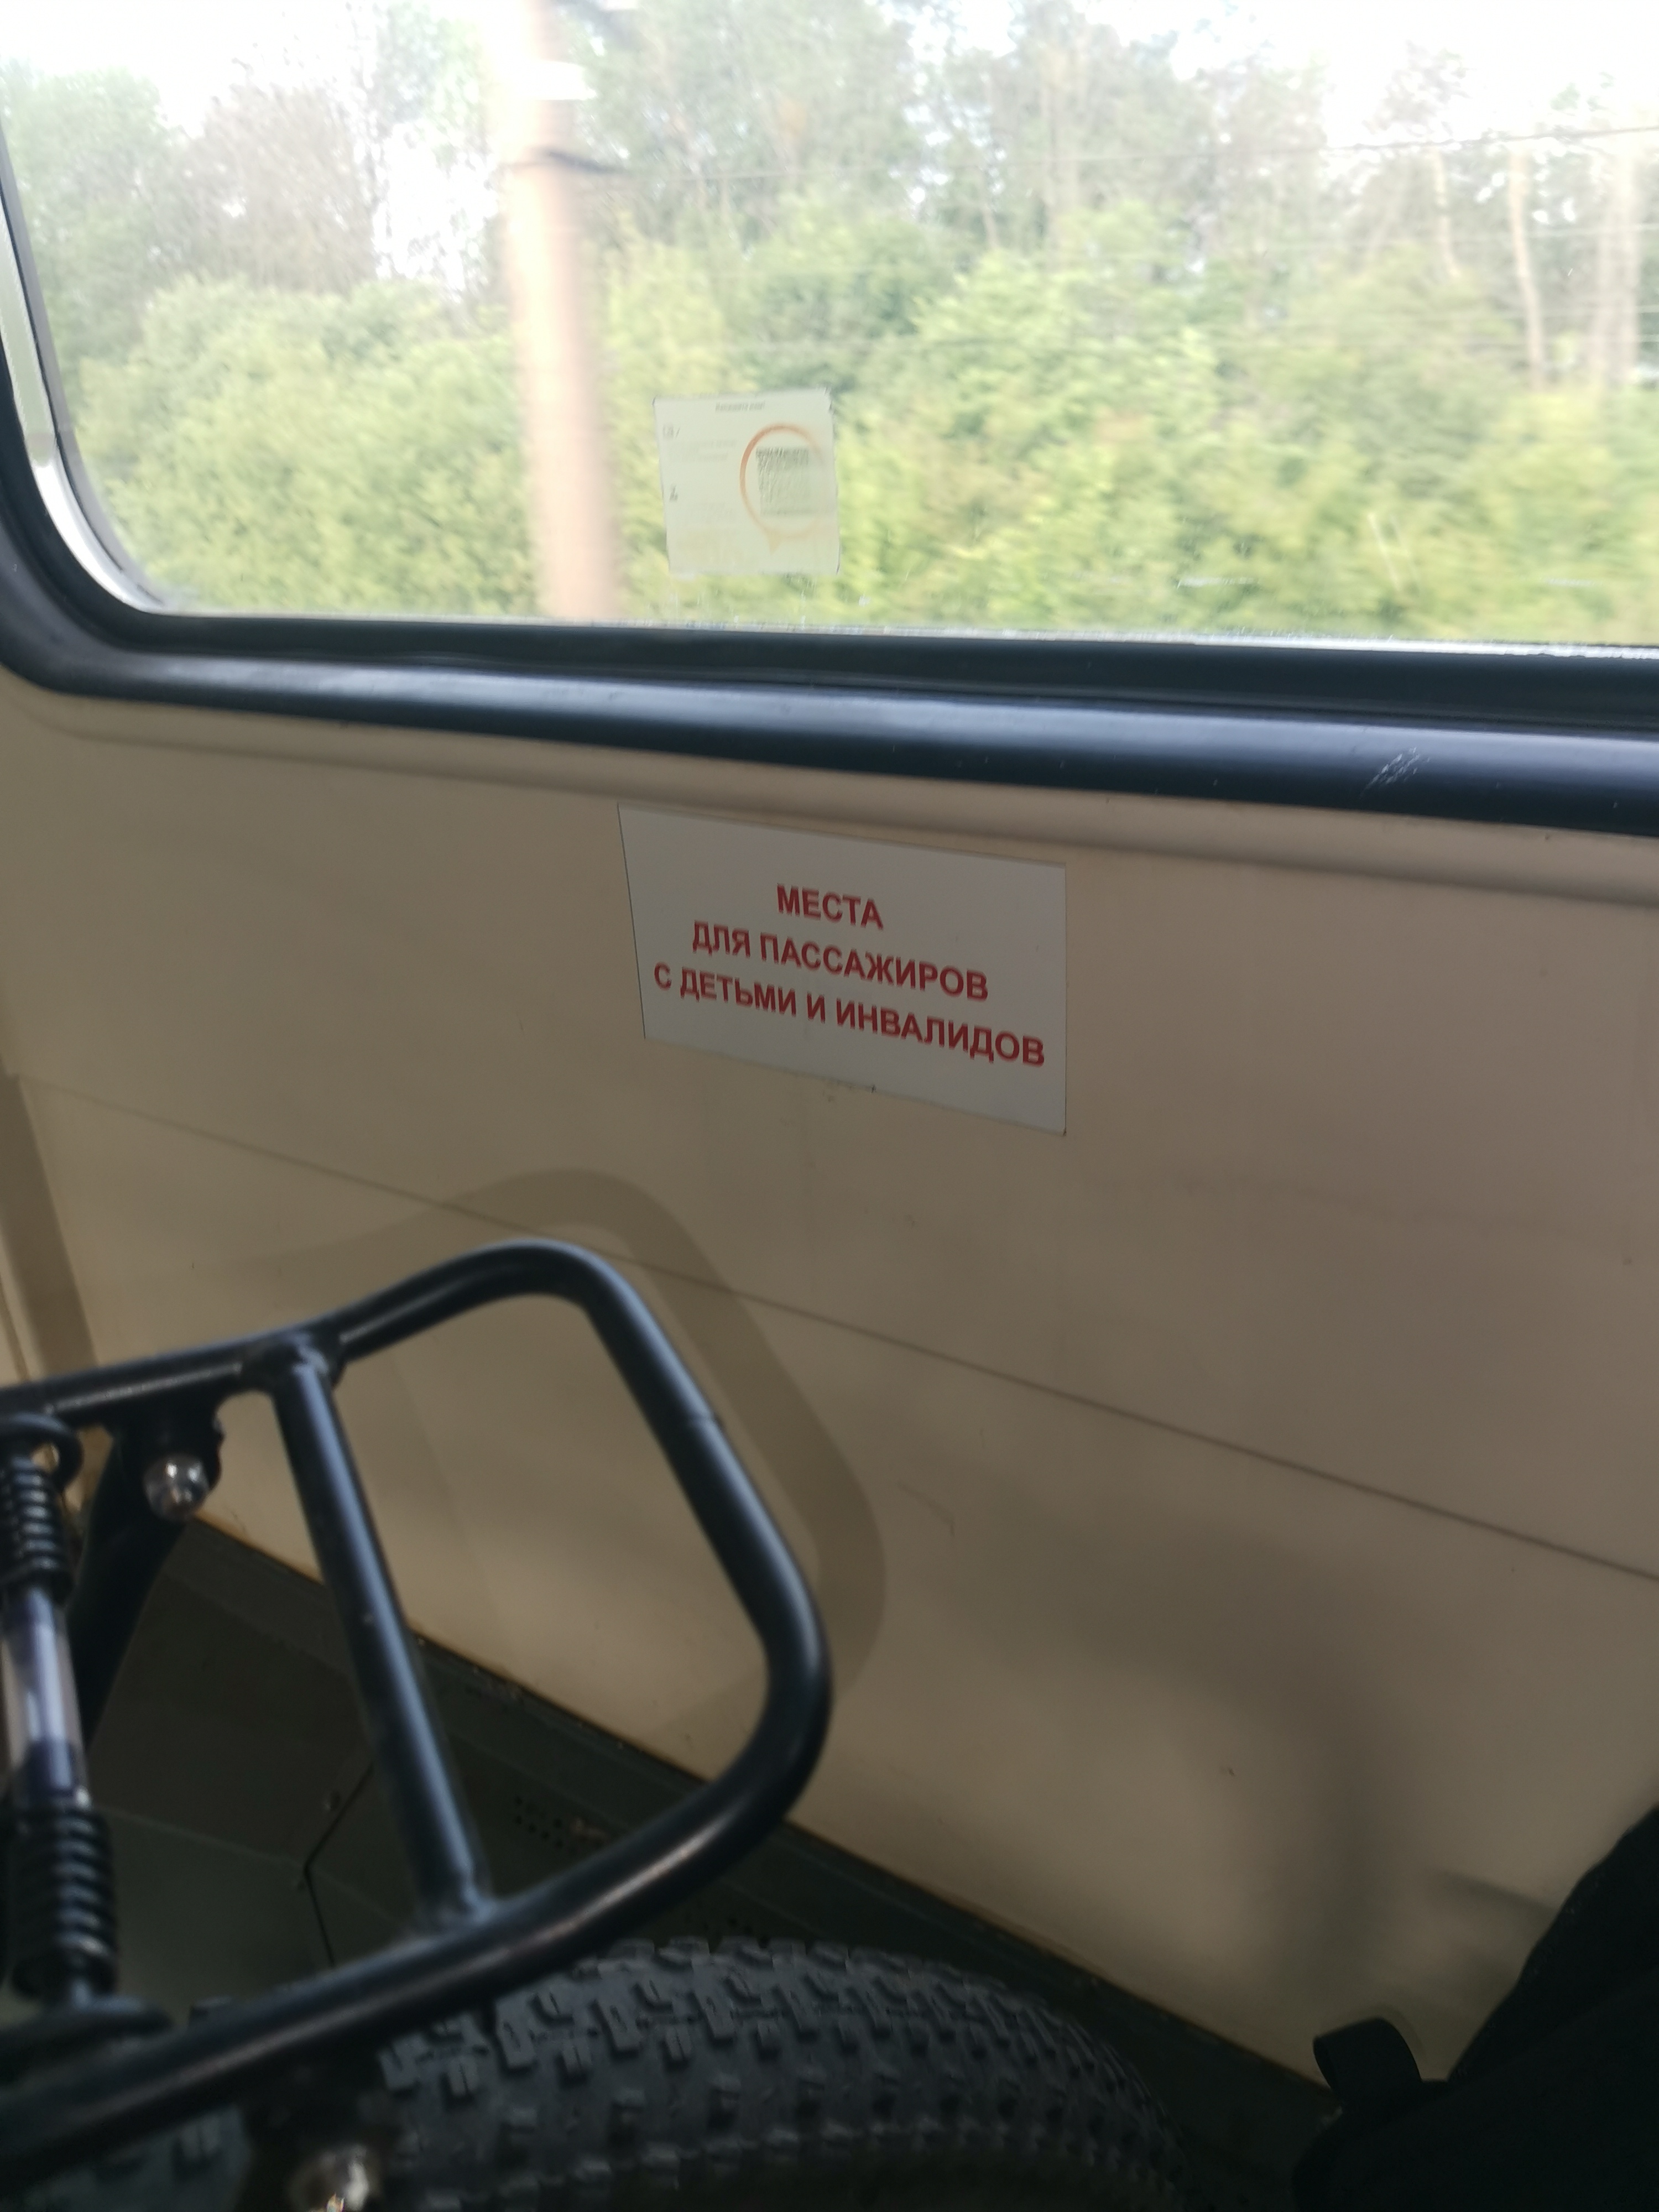 МЕСТА
ДЛЯ ПАССАЖИРОВ
С ДЕТЬМИ И ИНВАЛИДОВ